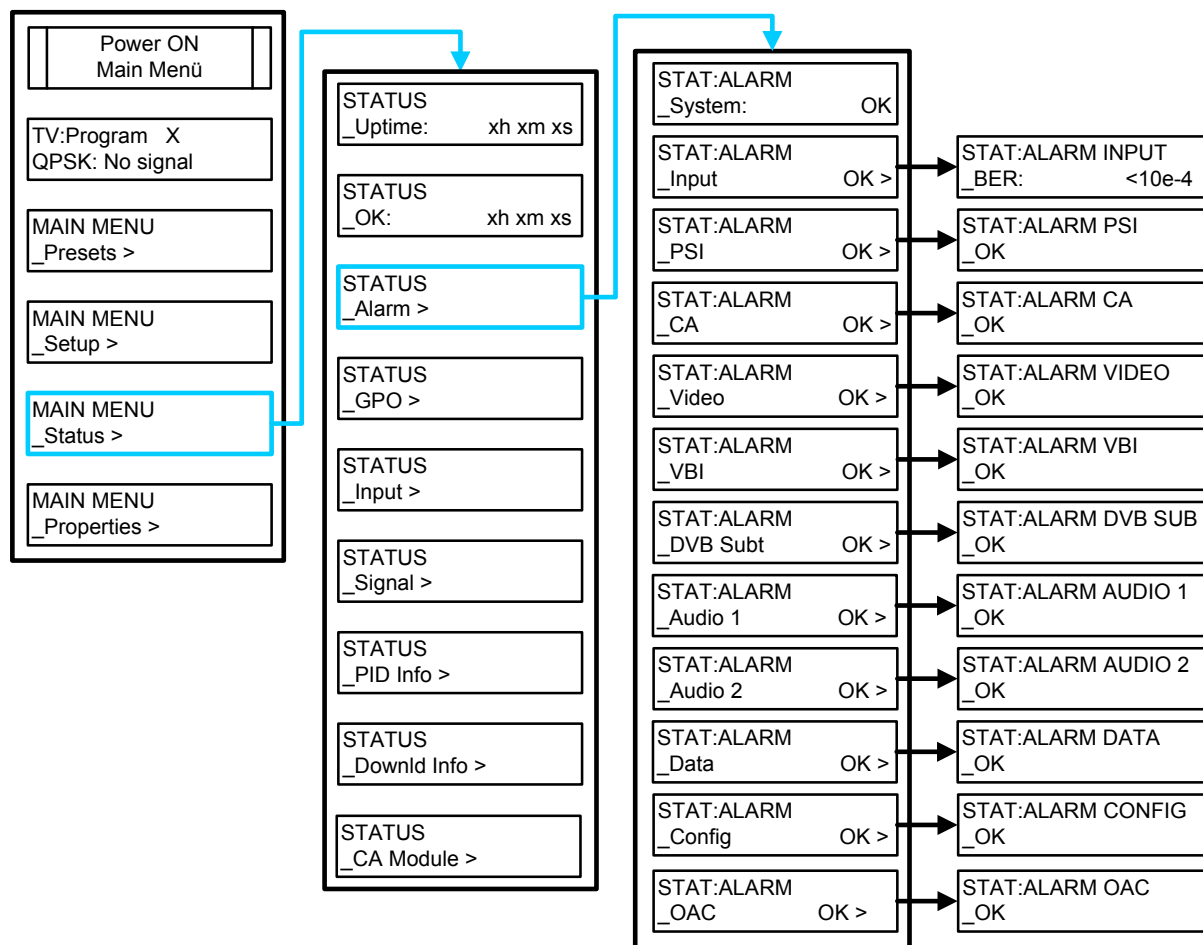 Power ON
Main Menü
TV:Program X
QPSK: No signal
MAIN MENU
_Presets >
MAIN MENU
_Setup >
MAIN MENU
_Status >
MAIN MENU
_Properties >
STATUS
_Uptime: xh xm xs
STATUS
_OK: xh xm xs
STATUS
_Alarm >
STATUS
_GPO >
STATUS
_Input >
STATUS
_Signal >
STATUS
_PID Info >
STATUS
_Downld Info >
STATUS
_CA Module >
STAT:ALARM
_System: OK
STAT:ALARM
_Input OK >
STAT:ALARM
_PSI OK >
STAT:ALARM
_CA OK >
STAT:ALARM
_Video OK >
STAT:ALARM
_VBI OK >
STAT:ALARM
_DVB Subt OK >
STAT:ALARM
_Audio 1 OK >
STAT:ALARM
_Audio 2 OK >
STAT:ALARM
_Data OK >
STAT:ALARM
_Config OK >
STAT:ALARM
_OAC OK >
STAT:ALARM INPUT
_BER: <10e-4
STAT:ALARM PSI
_OK
STAT:ALARM CA
_OK
STAT:ALARM VIDEO
_OK
STAT:ALARM VBI
_OK
STAT:ALARM DVB SUB
_OK
STAT:ALARM AUDIO 1
_OK
STAT:ALARM AUDIO 2
_OK
STAT:ALARM DATA
_OK
STAT:ALARM CONFIG
_OK
STAT:ALARM OAC
_OK